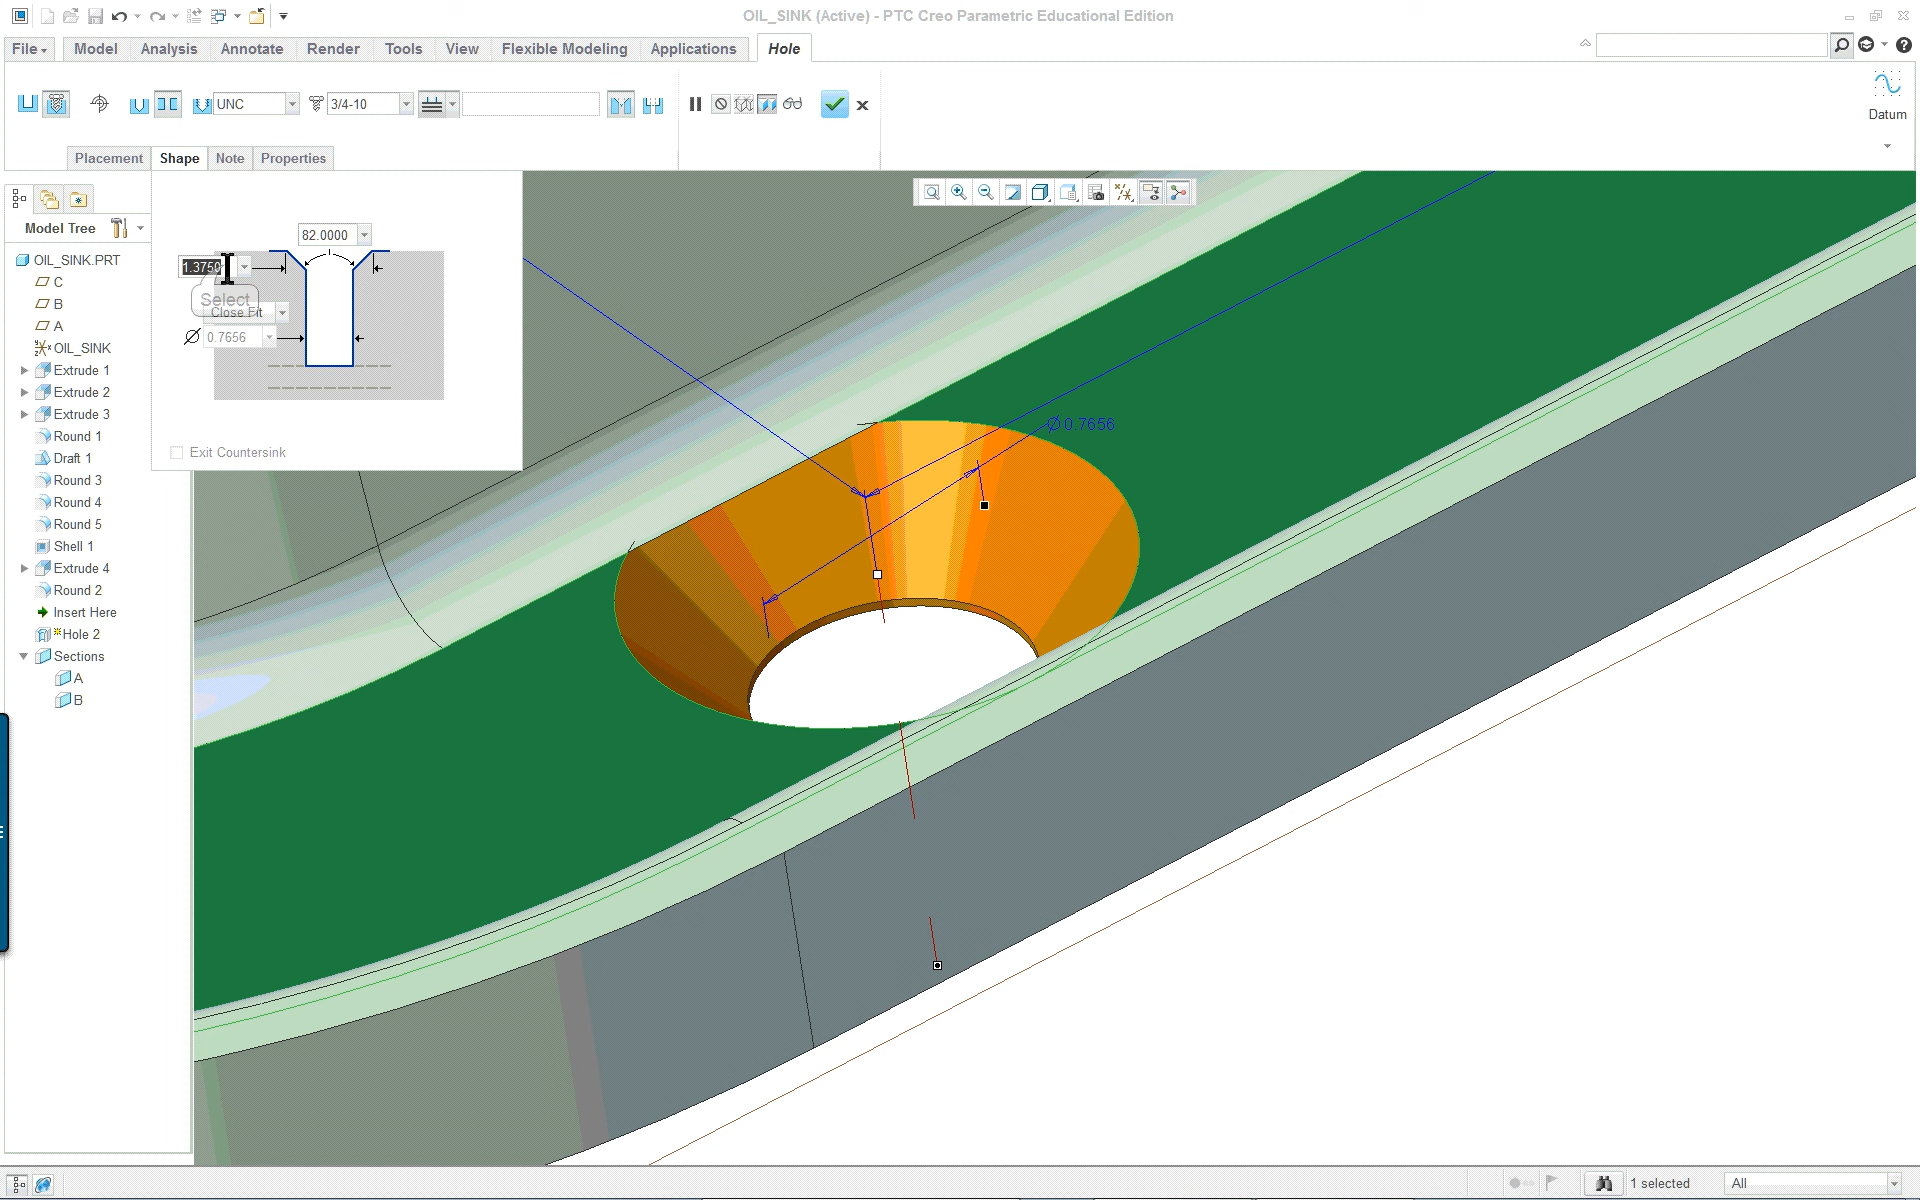 OIL_SINK (Active) - PTC Creo Parametric Educational Edition
File Model Analysis Annotate Render Tools View Flexible Modeling Applications Hole
UNC 3/4-10
Datum
Placement Shape Note Properties
82.0000
1.3750
Select
Close Fit
Ø 0.7656
Exit Countersink
Model Tree
OIL_SINK.PRT
C
B
A
OIL_SINK
Extrude 1
Extrude 2
Extrude 3
Round 1
Draft 1
Round 3
Round 4
Round 5
Shell 1
Extrude 4
Round 2
Insert Here
Hole 2
Sections
A
B
Ø0.7656
1 selected All